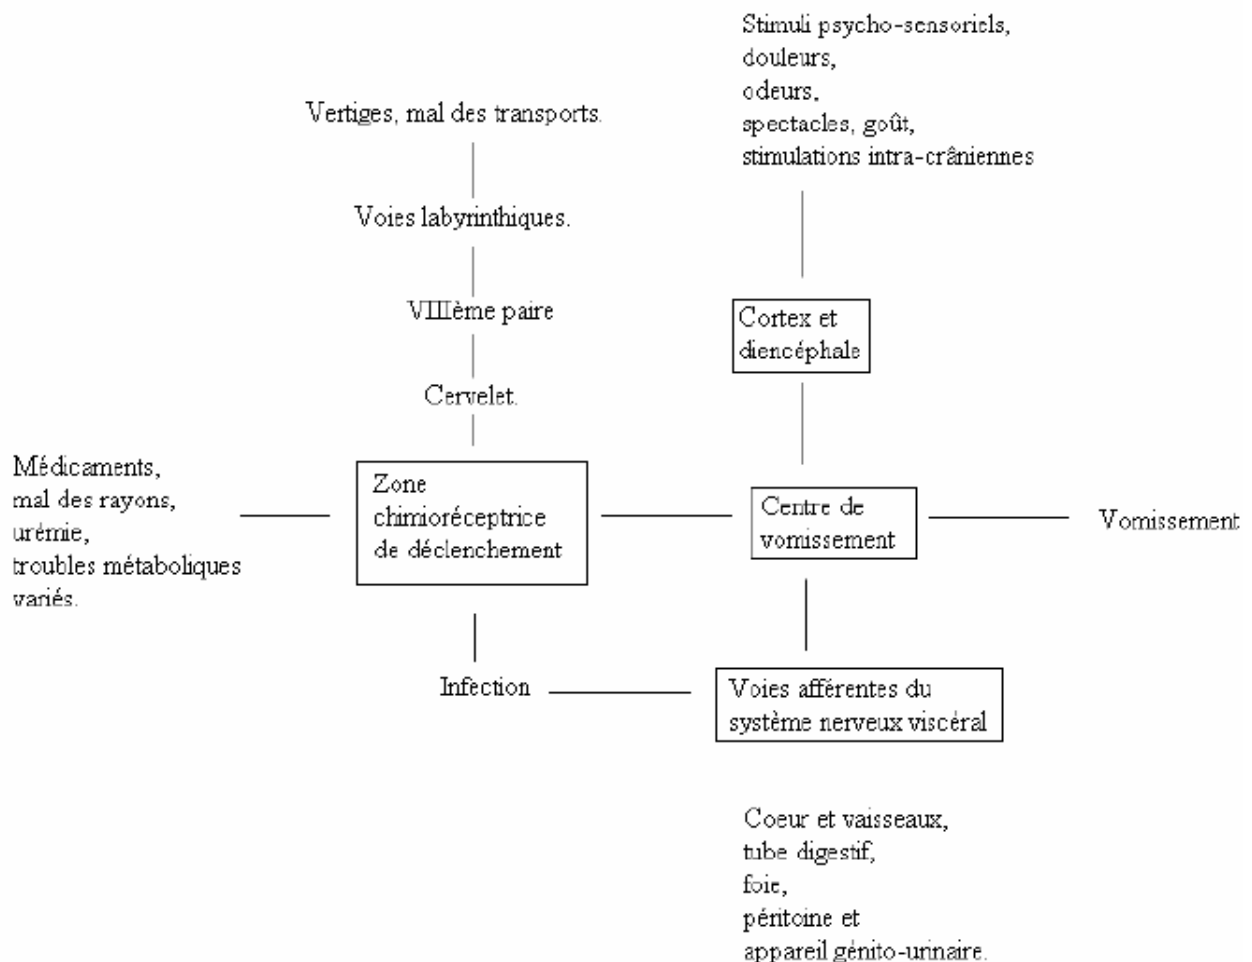 Stimuli psycho-sensoriels,
douleurs,
odeurs,
spectacles, goût,
stimulations intra-crâniennes
Vertiges, mal des transports.
Voies labyrinthiques.
VIIIème paire
Cortex et
diencéphale
Cervelet.
Médicaments,
mal des rayons,
urémie,
troubles métaboliques
variés.
Zone
chimioréceptrice
de déclenchement
Centre de
vomissement
Vomissement
Infection
Voies afférentes du
système nerveux viscéral
Coeur et vaisseaux,
tube digestif,
foie,
péritoine et
appareil génito-urinaire.